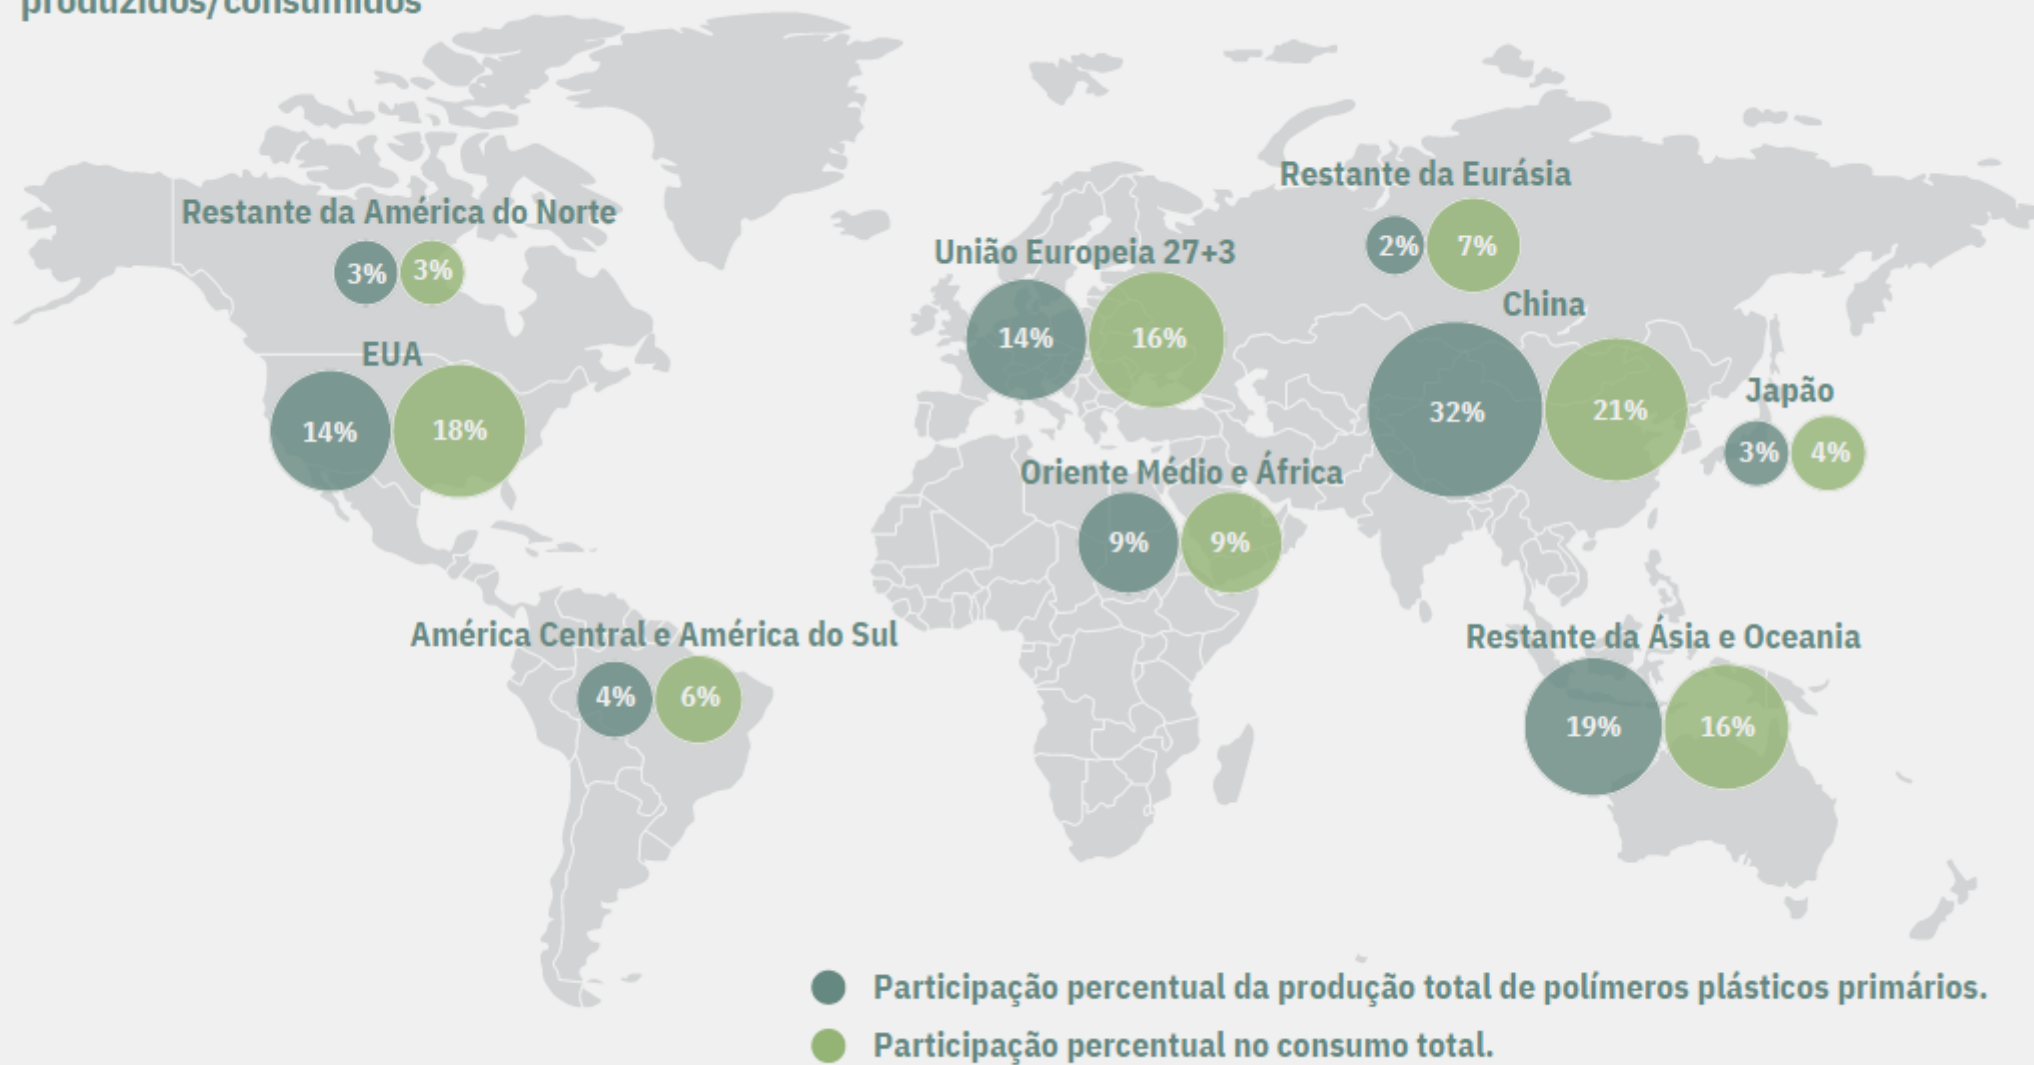 produzidos/consumidos
Restante da América do Norte
3% 3%
EUA
14% 18%
América Central e América do Sul
4% 6%
União Europeia 27+3
14% 16%
Oriente Médio e África
9% 9%
Restante da Eurásia
2% 7%
China
32% 21%
Japão
3% 4%
Restante da Ásia e Oceania
19% 16%
Participação percentual da produção total de polímeros plásticos primários.
Participação percentual no consumo total.